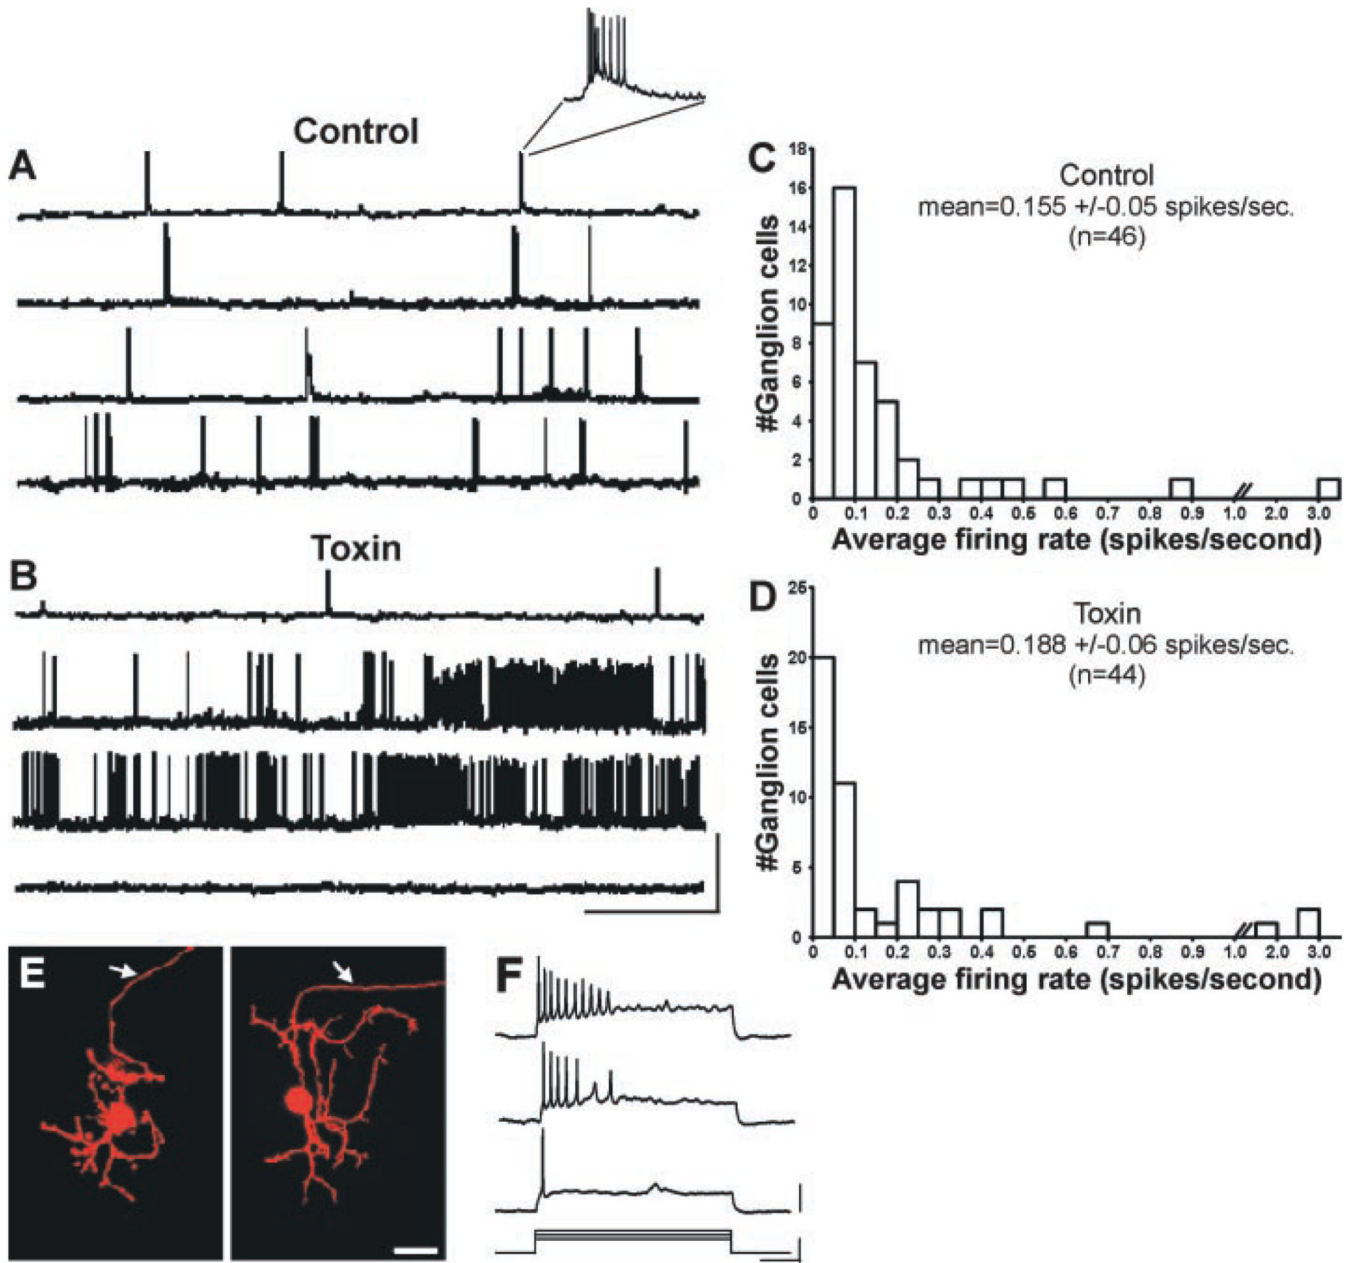 Control
A
Toxin
B
C
Control
mean=0.155 +/-0.05 spikes/sec.
(n=46)
#Ganglion cells
18
16
14
12
10
8
6
4
2
0
0 0.1 0.2 0.3 0.4 0.5 0.6 0.7 0.8 0.9 1.0 2.0 3.0
Average firing rate (spikes/second)
D
Toxin
mean=0.188 +/-0.06 spikes/sec.
(n=44)
#Ganglion cells
25
20
15
10
5
0
0 0.1 0.2 0.3 0.4 0.5 0.6 0.7 0.8 0.9 1.0 2.0 3.0
Average firing rate (spikes/second)
E
F